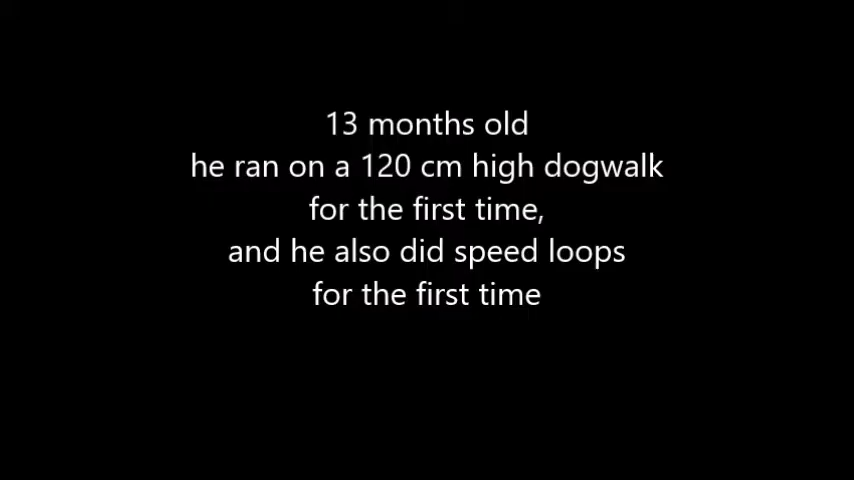 13 months old
he ran on a 120 cm high dogwalk
for the first time,
and he also did speed loops
for the first time